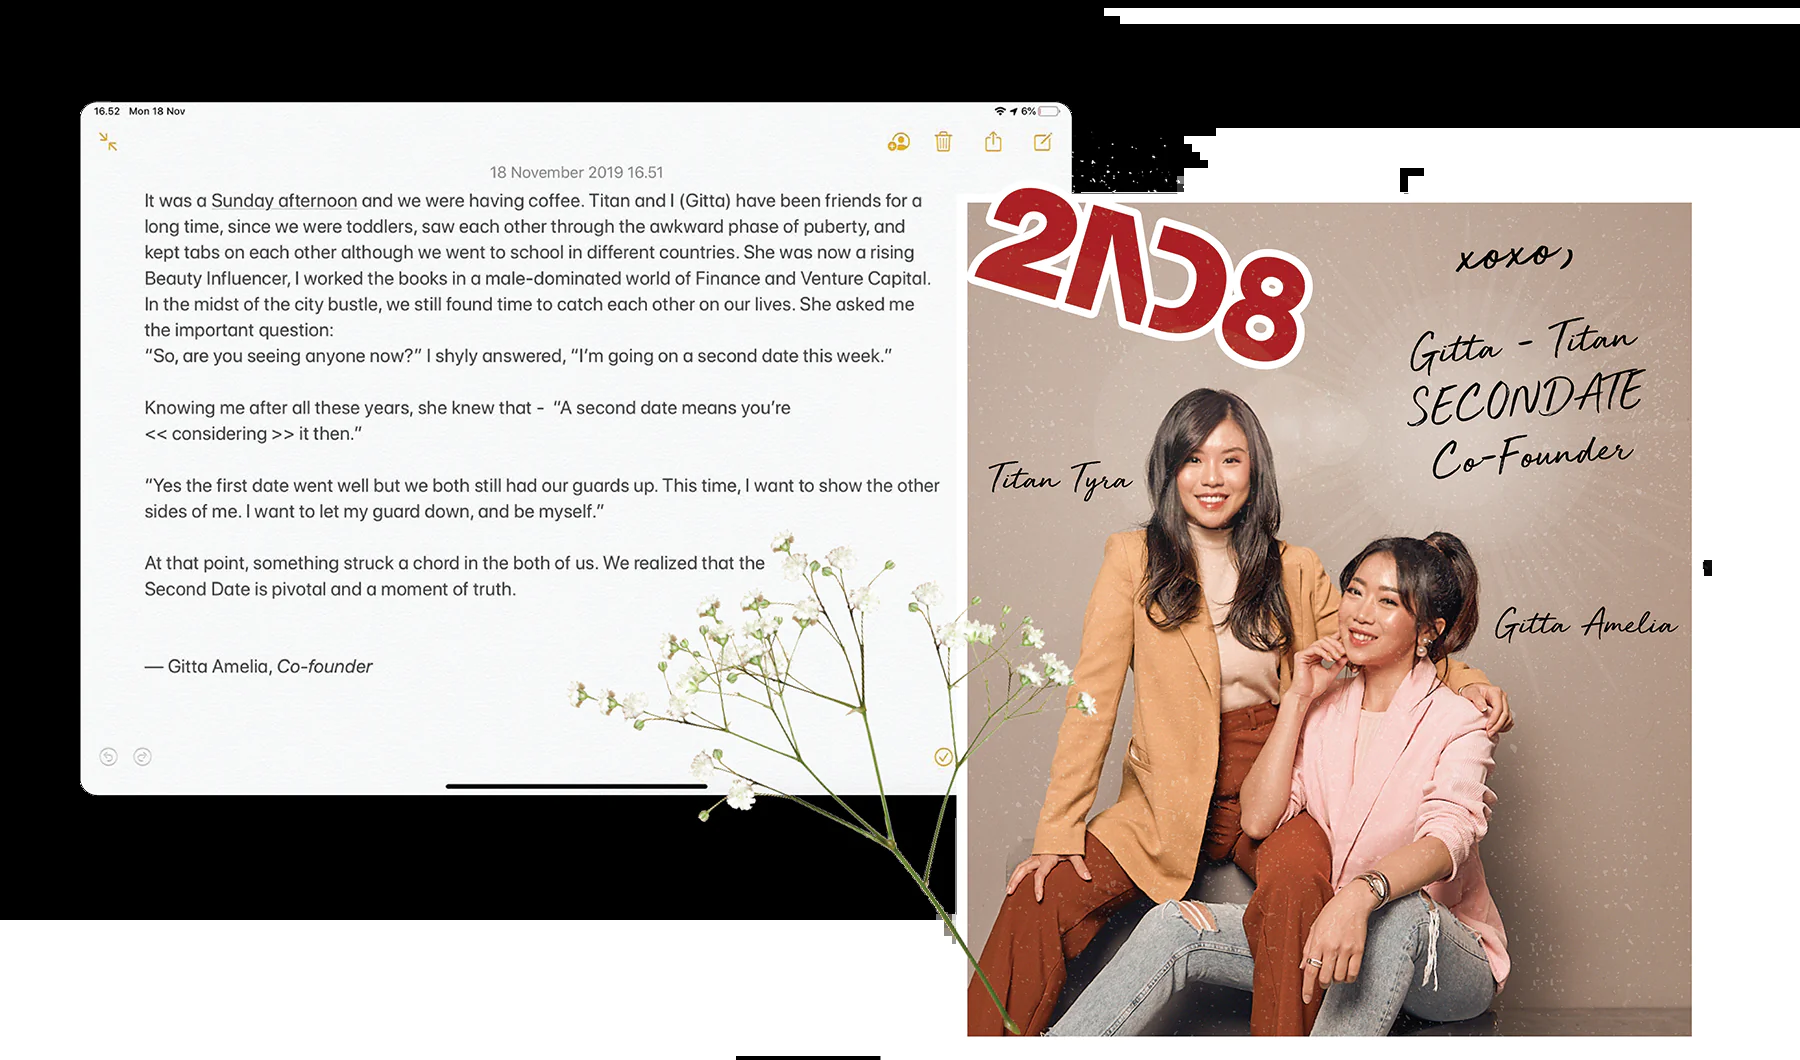 16.52 Mon 18 Nov
6%
18 November 2019 16.51
It was a Sunday afternoon and we were having coffee. Titan and I (Gitta) have been friends for a
long time, since we were toddlers, saw each other through the awkward phase of puberty, and
kept tabs on each other although we went to school in different countries. She was now a rising
Beauty Influencer, I worked the books in a male-dominated world of Finance and Venture Capital.
In the midst of the city bustle, we still found time to catch each other on our lives. She asked me
the important question:
“So, are you seeing anyone now?” I shyly answered, “I’m going on a second date this week.”
Knowing me after all these years, she knew that - “A second date means you’re
<< considering >> it then.”
“Yes the first date went well but we both still had our guards up. This time, I want to show the other
sides of me. I want to let my guard down, and be myself.”
At that point, something struck a chord in the both of us. We realized that the
Second Date is pivotal and a moment of truth.
— Gitta Amelia, Co-founder
2ND8
xoxo,
Gitta - Titan
SECONDATE
Co-Founder
Titan Tyra
Gitta Amelia